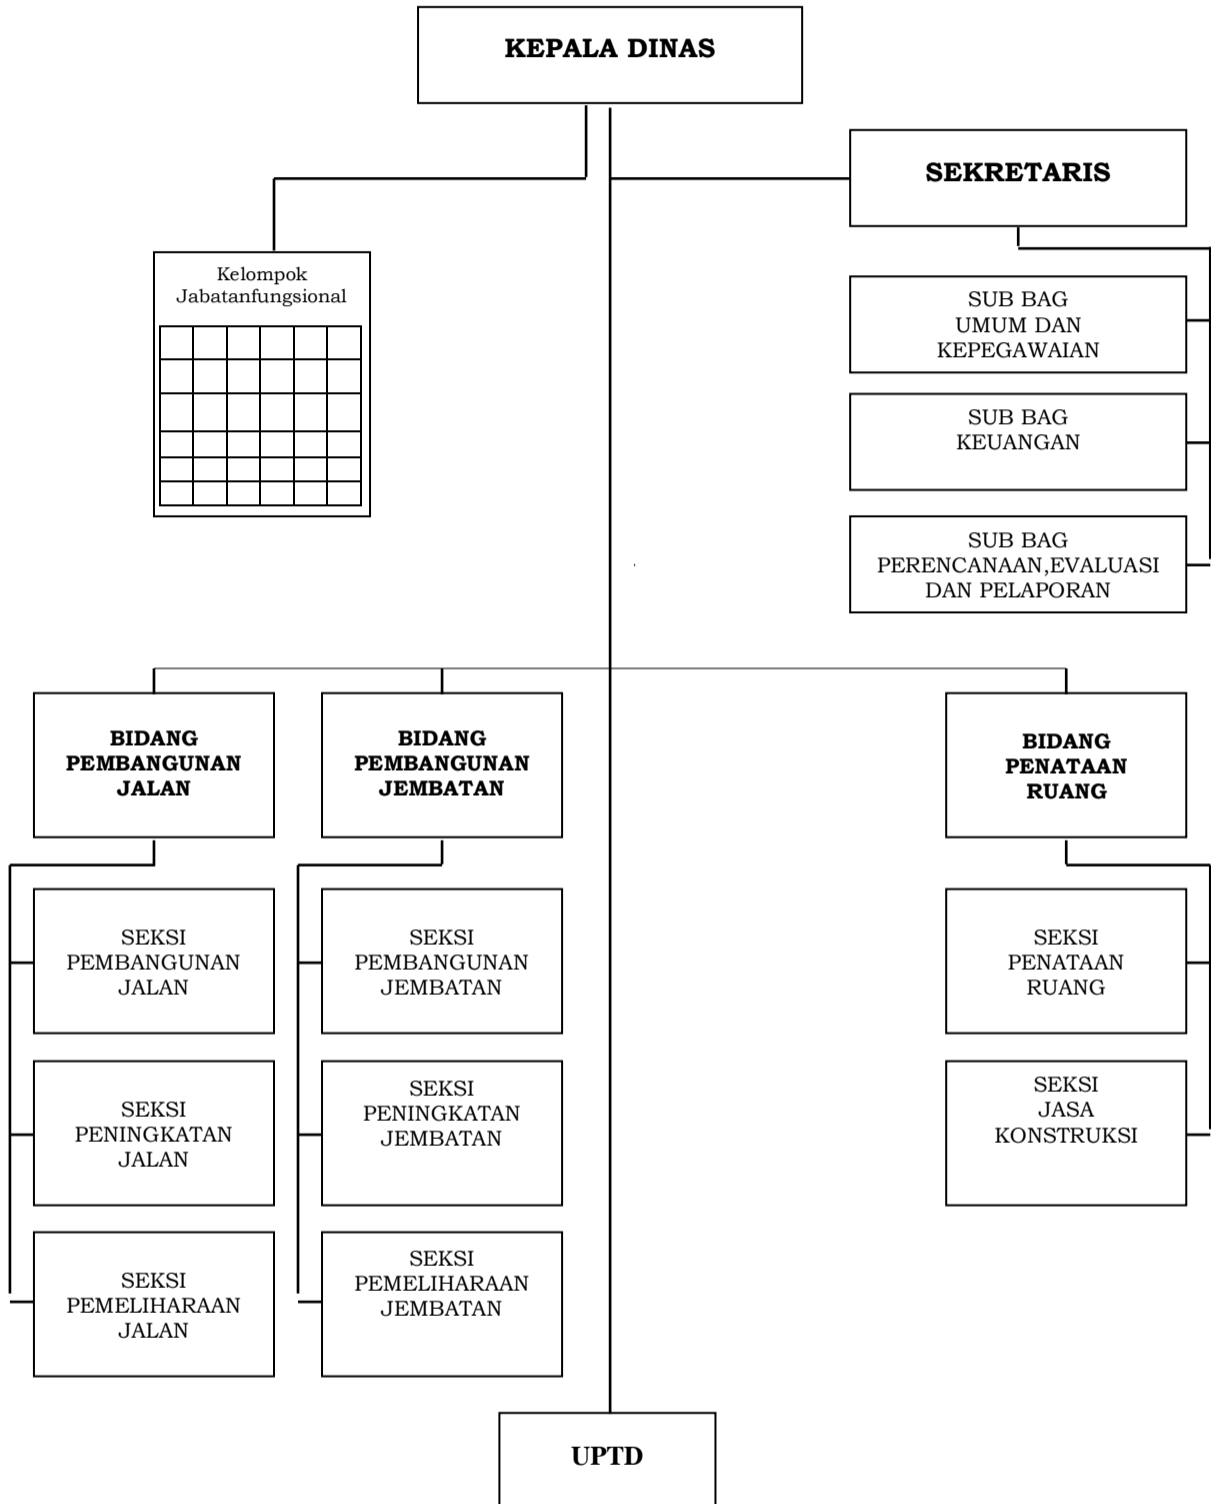 KEPALA DINAS
SEKRETARIS
Kelompok
Jabatanfungsional
SUB BAG
UMUM DAN
KEPEGAWAIAN
SUB BAG
KEUANGAN
SUB BAG
PERENCANAAN,EVALUASI
DAN PELAPORAN
BIDANG
PEMBANGUNAN
JALAN
BIDANG
PEMBANGUNAN
JEMBATAN
BIDANG
PENATAAN
RUANG
SEKSI
PEMBANGUNAN
JALAN
SEKSI
PEMBANGUNAN
JEMBATAN
SEKSI
PENATAAN
RUANG
SEKSI
PENINGKATAN
JALAN
SEKSI
PENINGKATAN
JEMBATAN
SEKSI
JASA
KONSTRUKSI
SEKSI
PEMELIHARAAN
JALAN
SEKSI
PEMELIHARAAN
JEMBATAN
UPTD